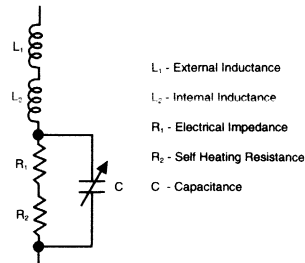 L₁
L₂
R₁
R₂
C
L₁ - External Inductance
L₂ - Internal Inductance
R₁ - Electrical Impedance
R₂ - Self Heating Resistance
C - Capacitance